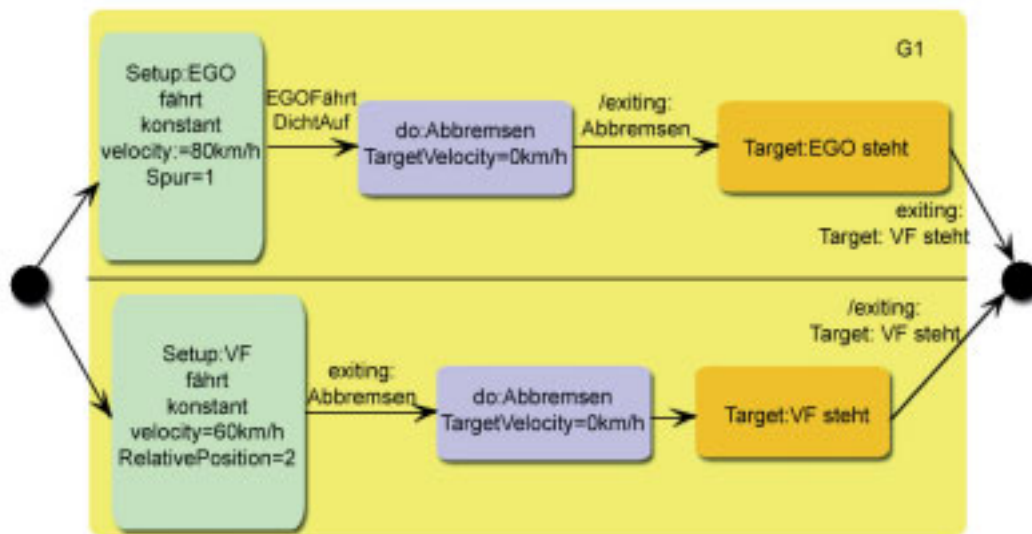 G1
Setup:EGO
fährt
konstant
velocity:=80km/h
Spur=1
EGOFährt
DichtAuf
do:Abbremsen
TargetVelocity=0km/h
/exiting:
Abbremsen
Target:EGO steht
exiting:
Target: VF steht
Setup:VF
fährt
konstant
velocity=60km/h
RelativePosition=2
exiting:
Abbremsen
do:Abbremsen
TargetVelocity=0km/h
Target:VF steht
/exiting:
Target: VF steht